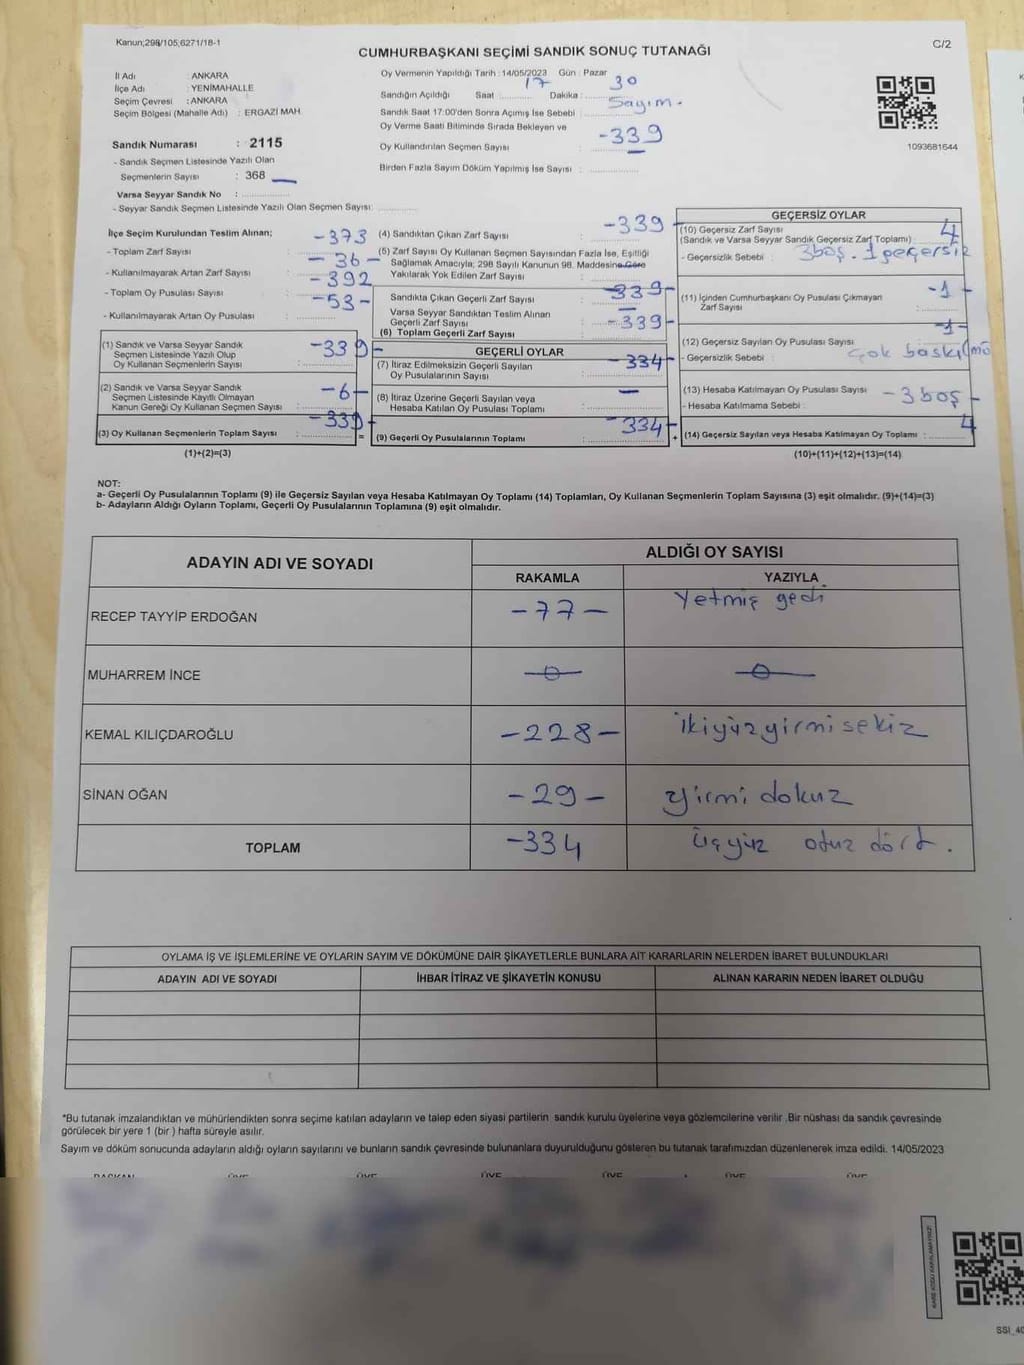 Kanun;298/105;6271/18-1
C/2
CUMHURBAŞKANI SEÇİMİ SANDIK SONUÇ TUTANAĞI
İl Adı : ANKARA
İlçe Adı : YENİMAHALLE
Seçim Çevresi : ANKARA
Seçim Bölgesi (Mahalle Adı) : ERGAZİ MAH
Sandık Numarası : 2115
- Sandık Seçmen Listesinde Yazılı Olan
Seçmenlerin Sayısı : 368
Varsa Seyyar Sandık No :
- Seyyar Sandık Seçmen Listesinde Yazılı Olan Seçmen Sayısı:
Oy Vermenin Yapıldığı Tarih : 14/05/2023 Gün : Pazar
Sandığın Açıldığı Saat 17 Dakika : 30
Sandık Saat 17:00'den Sonra Açımış İse Sebebi : Sayım.
Oy Verme Saati Bitiminde Sırada Bekleyen ve
Oy Kullandırılan Seçmen Sayısı : -339
Birden Fazla Sayım Döküm Yapılmış İse Sayısı :
1093681644
İlçe Seçim Kurulundan Teslim Alınan;
- Toplam Zarf Sayısı : -373
- Kullanılmayarak Artan Zarf Sayısı : -36-
- Toplam Oy Pusulası Sayısı : -392
- Kullanılmayarak Artan Oy Pusulası : -53-
(1) Sandık ve Varsa Seyyar Sandık
Seçmen Listesinde Yazılı Olup
Oy Kullanan Seçmenlerin Sayısı : -339-
(2) Sandık ve Varsa Seyyar Sandık
Seçmen Listesinde Kayıtlı Olmayan
Kanun Gereği Oy Kullanan Seçmen Sayısı : -6-
(3) Oy Kullanan Seçmenlerin Toplam Sayısı : -339- =
(1)+(2)=(3)
(4) Sandıktan Çıkan Zarf Sayısı : -339-
(5) Zarf Sayısı Oy Kullanan Seçmen Sayısından Fazla İse, Eşitliği
Sağlamak Amacıyla; 298 Sayılı Kanunun 98. Maddesine Göre
Yakılarak Yok Edilen Zarf Sayısı :
Sandıkta Çıkan Geçerli Zarf Sayısı : -339-
Varsa Seyyar Sandıktan Teslim Alınan
Geçerli Zarf Sayısı : —
(6) Toplam Geçerli Zarf Sayısı : -339-
GEÇERLİ OYLAR
(7) İtiraz Edilmeksizin Geçerli Sayılan
Oy Pusulalarının Sayısı : -334-
(8) İtiraz Üzerine Geçerli Sayılan veya
Hesaba Katılan Oy Pusulası Toplamı : —
(9) Geçerli Oy Pusulalarının Toplamı : -334- +
GEÇERSİZ OYLAR
(10) Geçersiz Zarf Sayısı
(Sandık ve Varsa Seyyar Sandık Geçersiz Zarf Toplamı) : 4
- Geçersizlik Sebebi : 3boş. 1geçersik
(11) İçinden Cumhurbaşkanı Oy Pusulası Çıkmayan
Zarf Sayısı : -1-
(12) Geçersiz Sayılan Oy Pusulası Sayısı : -1-
- Geçersizlik Sebebi : çok baskılmö
(13) Hesaba Katılmayan Oy Pusulası Sayısı : -3boş-
- Hesaba Katılmama Sebebi :
(14) Geçersiz Sayılan veya Hesaba Katılmayan Oy Toplamı : 4
(10)+(11)+(12)+(13)=(14)
NOT:
a- Geçerli Oy Pusulalarının Toplamı (9) ile Geçersiz Sayılan veya Hesaba Katılmayan Oy Toplamı (14) Toplamları, Oy Kullanan Seçmenlerin Toplam Sayısına (3) eşit olmalıdır. (9)+(14)=(3)
b- Adayların Aldığı Oyların Toplamı, Geçerli Oy Pusulalarının Toplamına (9) eşit olmalıdır.
ADAYIN ADI VE SOYADI
ALDIĞI OY SAYISI
RAKAMLA YAZIYLA
RECEP TAYYİP ERDOĞAN -77- Yetmiş yedi
MUHARREM İNCE -0- -0-
KEMAL KILIÇDAROĞLU -228- ikiyüzyirmisekiz
SİNAN OĞAN -29- yirmi dokuz
TOPLAM -334 üçyüz otuz dört.
OYLAMA İŞ VE İŞLEMLERİNE VE OYLARIN SAYIM VE DÖKÜMÜNE DAİR ŞİKAYETLERLE BUNLARA AİT KARARLARIN NELERDEN İBARET BULUNDUKLARI
ADAYIN ADI VE SOYADI İHBAR İTİRAZ VE ŞİKAYETİN KONUSU ALINAN KARARIN NEDEN İBARET OLDUĞU
*Bu tutanak imzalandıktan ve mühürlendikten sonra seçime katılan adayların ve talep eden siyasi partilerin sandık kurulu üyelerine veya gözlemcilerine verilir .Bir nüshası da sandık çevresinde
görülecek bir yere 1 (bir ) hafta süreyle asılır.
Sayım ve döküm sonucunda adayların aldığı oyların sayılarını ve bunların sandık çevresinde bulunanlara duyurulduğunu gösteren bu tutanak tarafımızdan düzenlenerek imza edildi. 14/05/2023
BAŞKAN ÜYE ÜYE ÜYE ÜYE ÜYE ÜYE